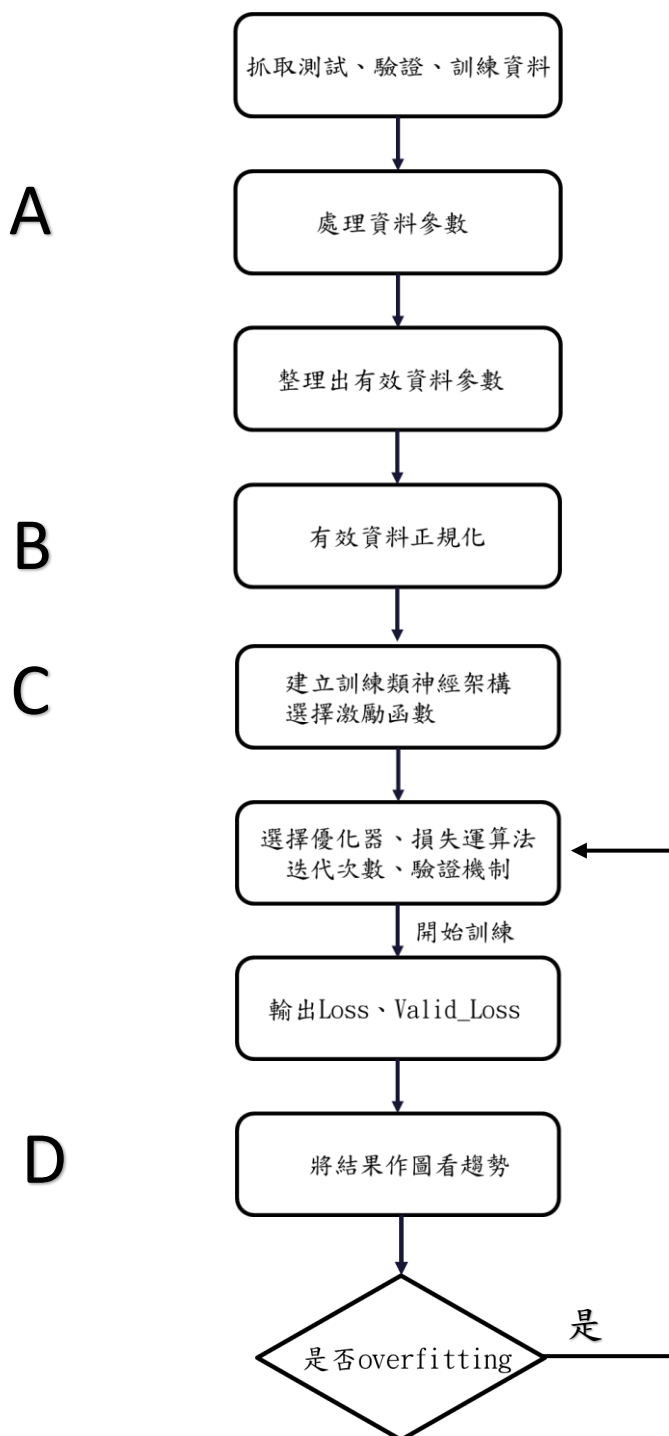 抓取測試、驗證、訓練資料
A
處理資料參數
整理出有效資料參數
B
有效資料正規化
C
建立訓練類神經架構
選擇激勵函數
選擇優化器、損失運算法
迭代次數、驗證機制
開始訓練
輸出Loss、Valid_Loss
D
將結果作圖看趨勢
是否overfitting
是